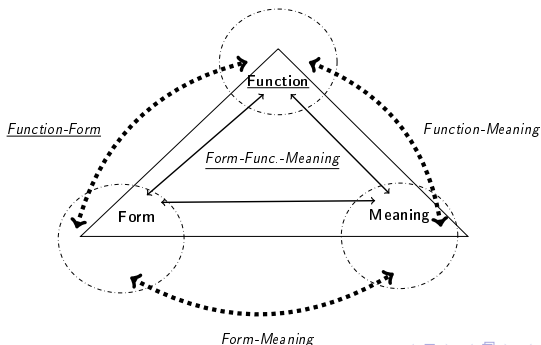 Function
Function-Form
Function-Meaning
Form-Func.-Meaning
Form
Meaning
Form-Meaning